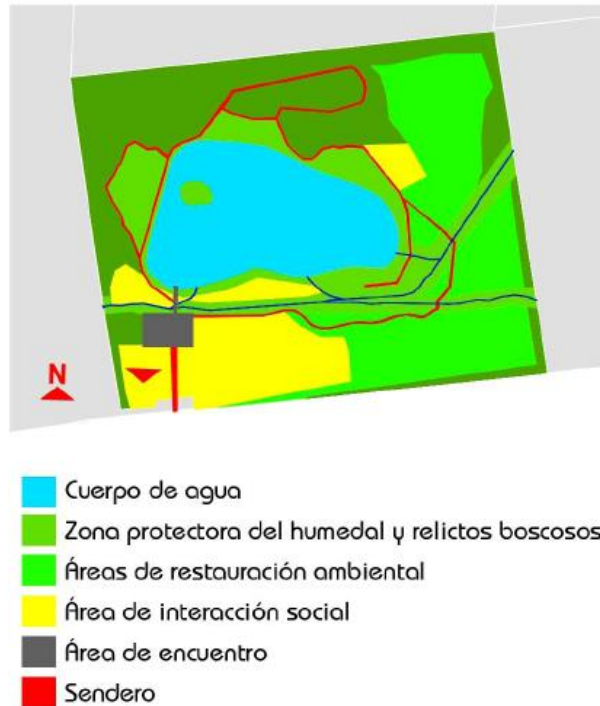 N
Cuerpo de agua
Zona protectora del humedal y relictos boscosos
Áreas de restauración ambiental
Área de interacción social
Área de encuentro
Sendero